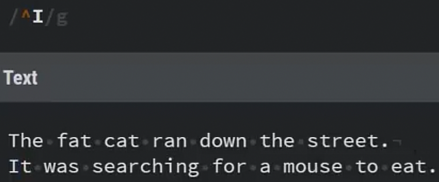 /^I/g
Text
The fat cat ran down the street.
It was searching for a mouse to eat.